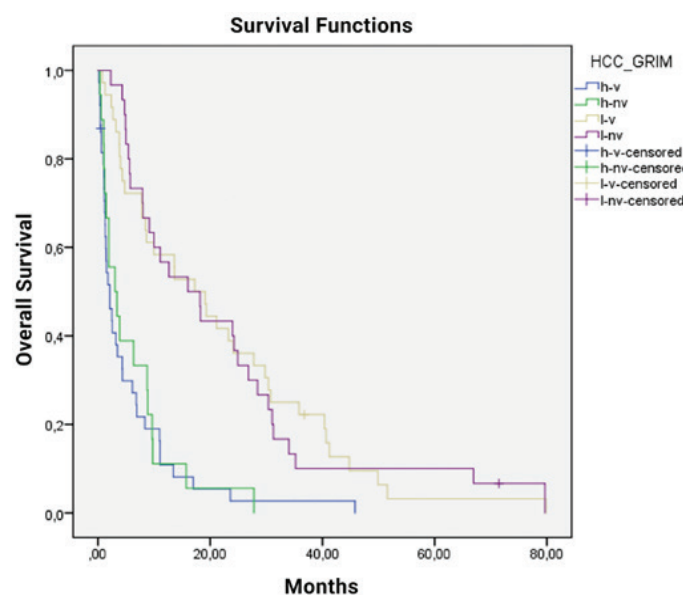 Survival Functions
HCC_GRIM
h-v
h-nv
l-v
l-nv
h-v-censored
h-nv-censored
l-v-censored
l-nv-censored
Overall Survival
1,0
0,8
0,6
0,4
0,2
0,0
,00
20,00
40,00
60,00
80,00
Months